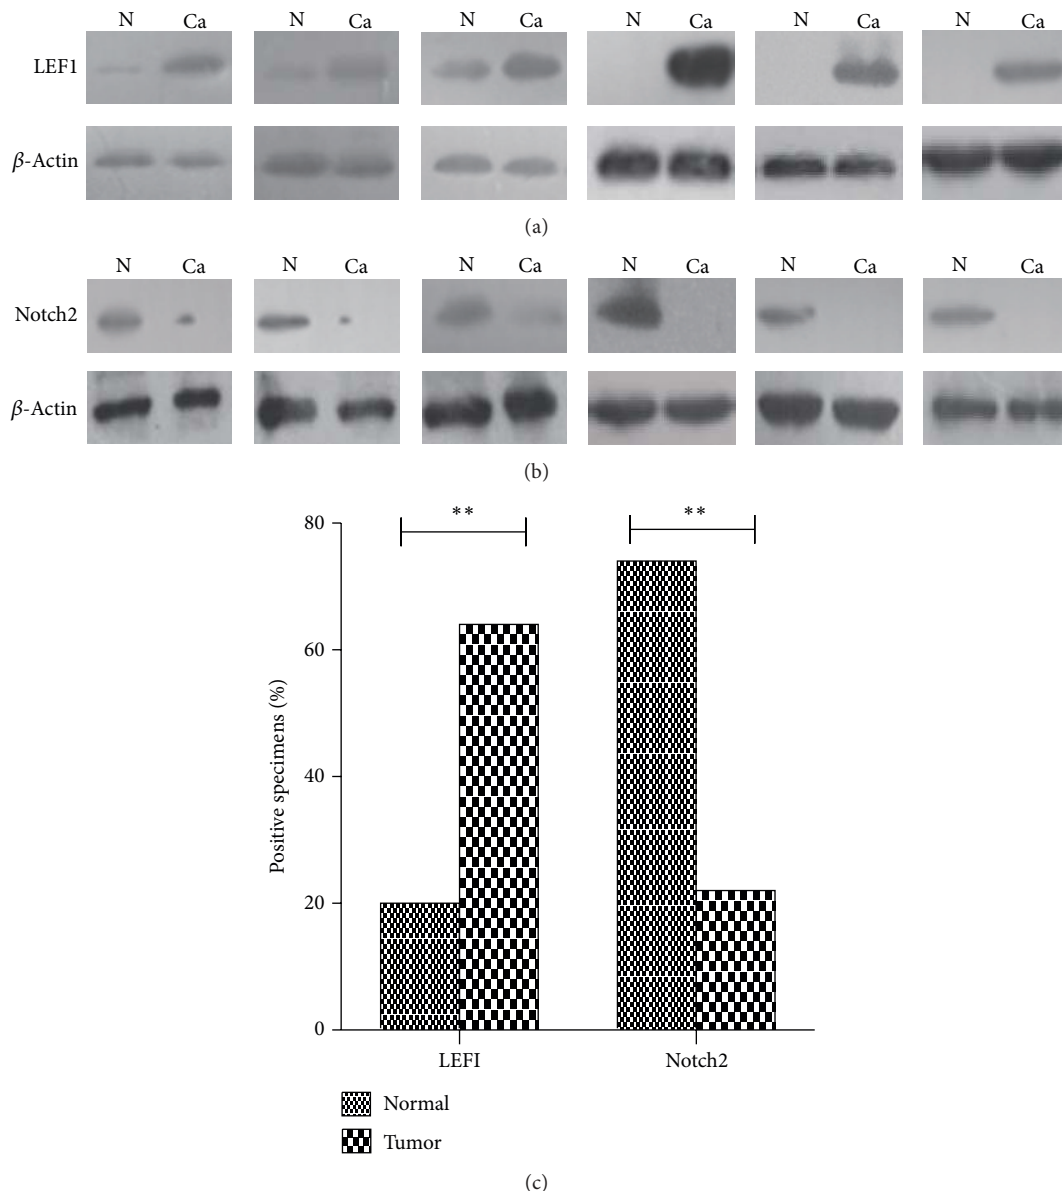 N Ca N Ca N Ca N Ca N Ca N Ca
LEF1
β-Actin
(a)
N Ca N Ca N Ca N Ca N Ca N Ca
Notch2
β-Actin
(b)
** **
80
60
40
20
0
Positive specimens (%)
LEFI Notch2
Normal
Tumor
(c)